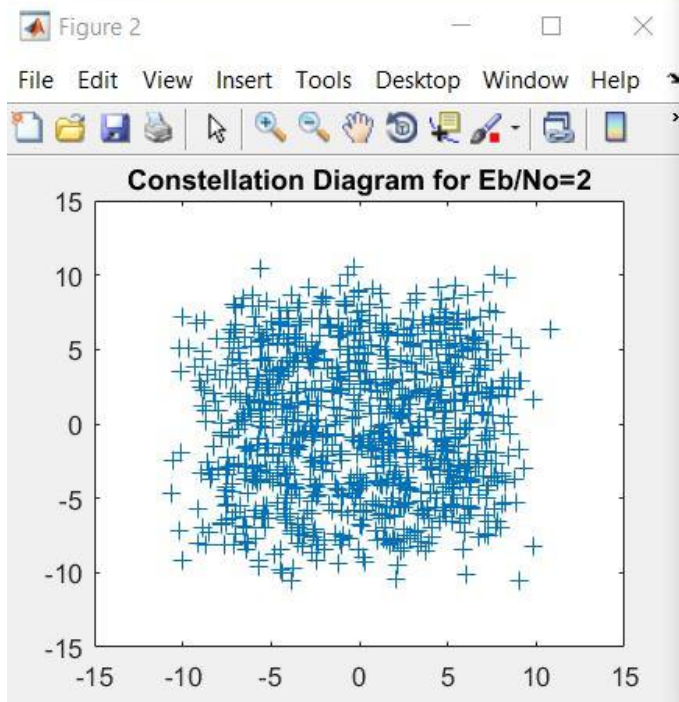 Figure 2
File Edit View Insert Tools Desktop Window Help
Constellation Diagram for Eb/No=2
15
10
5
0
-5
-10
-15
-15 -10 -5 0 5 10 15